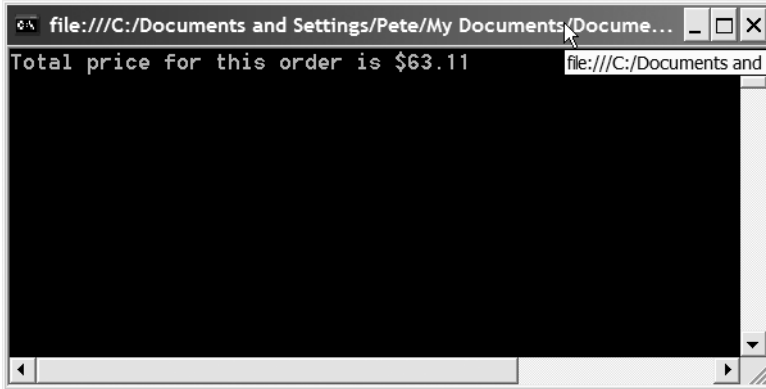 file:///C:/Documents and Settings/Pete/My Documents/Docume...
Total price for this order is $63.11
file:///C:/Documents and